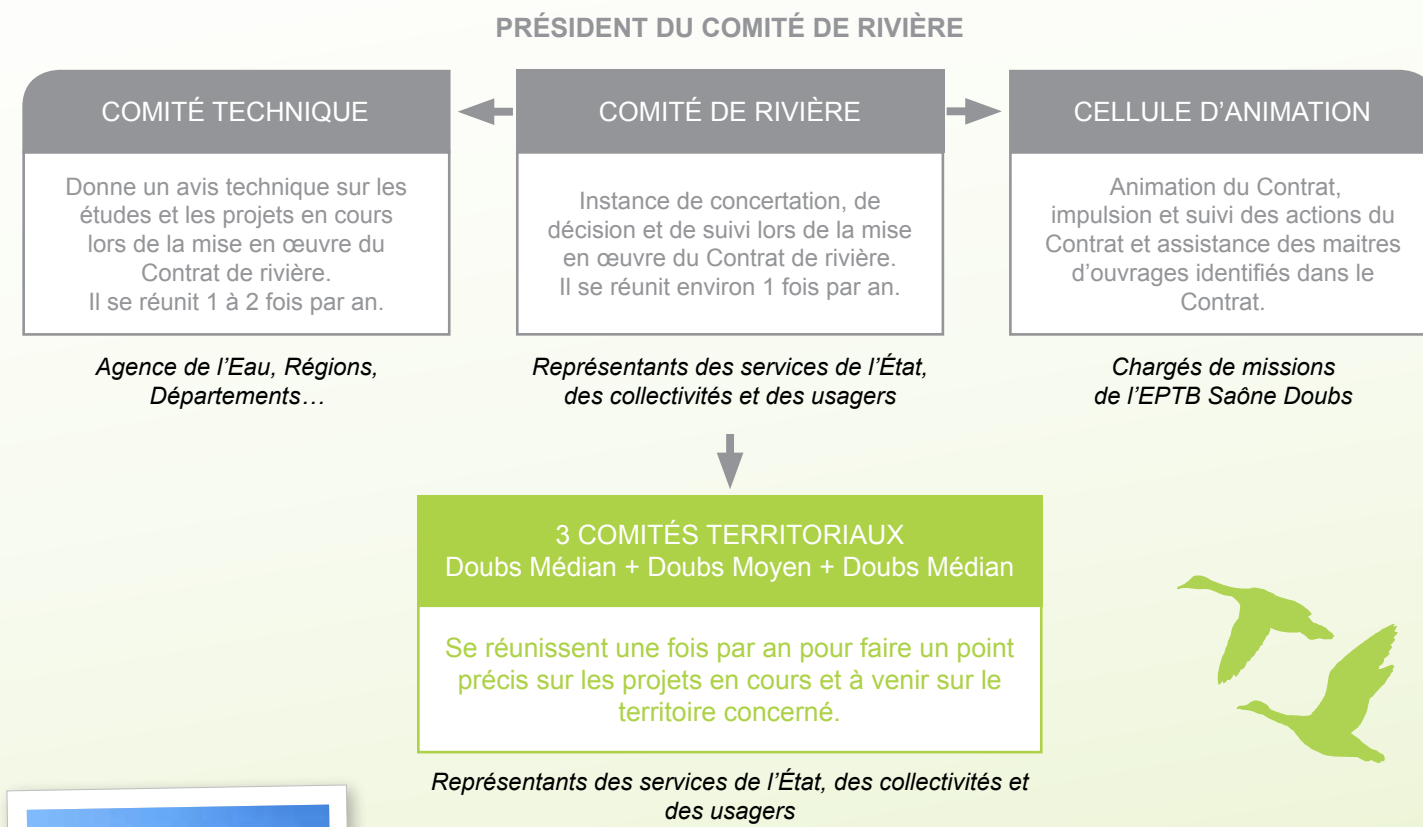 PRÉSIDENT DU COMITÉ DE RIVIÈRE
COMITÉ TECHNIQUE
Donne un avis technique sur les
études et les projets en cours
lors de la mise en œuvre du
Contrat de rivière.
Il se réunit 1 à 2 fois par an.
Agence de l'Eau, Régions,
Départements…
COMITÉ DE RIVIÈRE
Instance de concertation, de
décision et de suivi lors de la mise
en œuvre du Contrat de rivière.
Il se réunit environ 1 fois par an.
Représentants des services de l'État,
des collectivités et des usagers
CELLULE D'ANIMATION
Animation du Contrat,
impulsion et suivi des actions du
Contrat et assistance des maitres
d'ouvrages identifiés dans le
Contrat.
Chargés de missions
de l'EPTB Saône Doubs
3 COMITÉS TERRITORIAUX
Doubs Médian + Doubs Moyen + Doubs Médian
Se réunissent une fois par an pour faire un point
précis sur les projets en cours et à venir sur le
territoire concerné.
Représentants des services de l'État, des collectivités et
des usagers